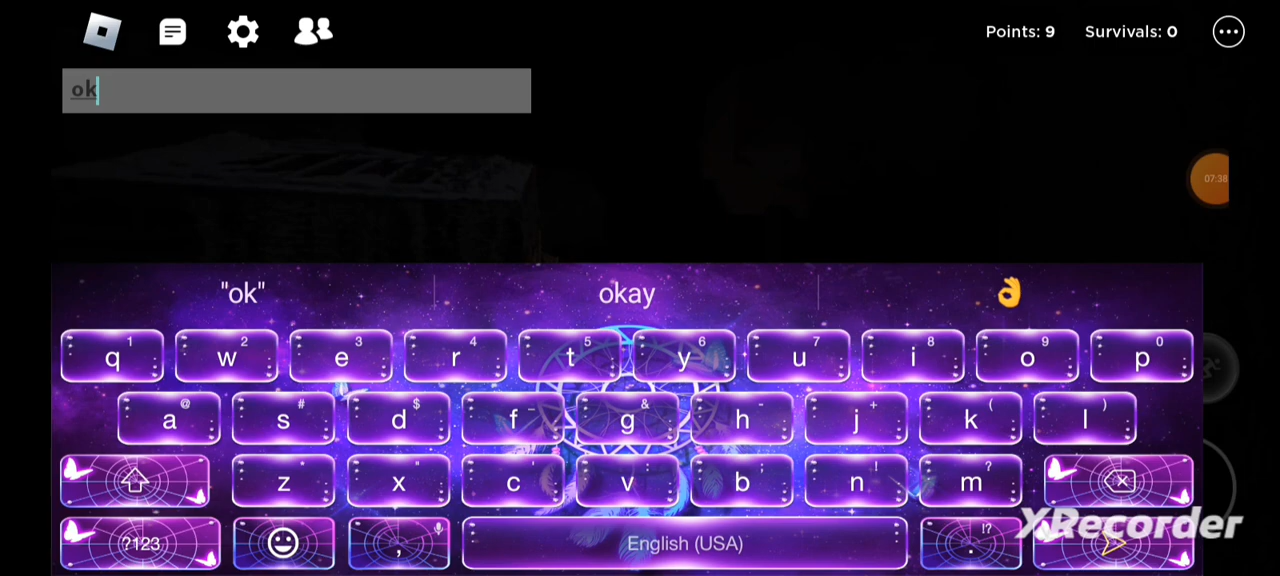 Points: 9 Survivals: 0
ok
07:38
"ok" okay
q 1 w 2 e 3 r 4 t 5 y 6 u 7 i 8 o 9 p 0
a @ s # d $ f _ g & h - j + k ( l )
z * x " c ' v : b ; n ! m ?
XRecorder
?123 , English (USA) . !?